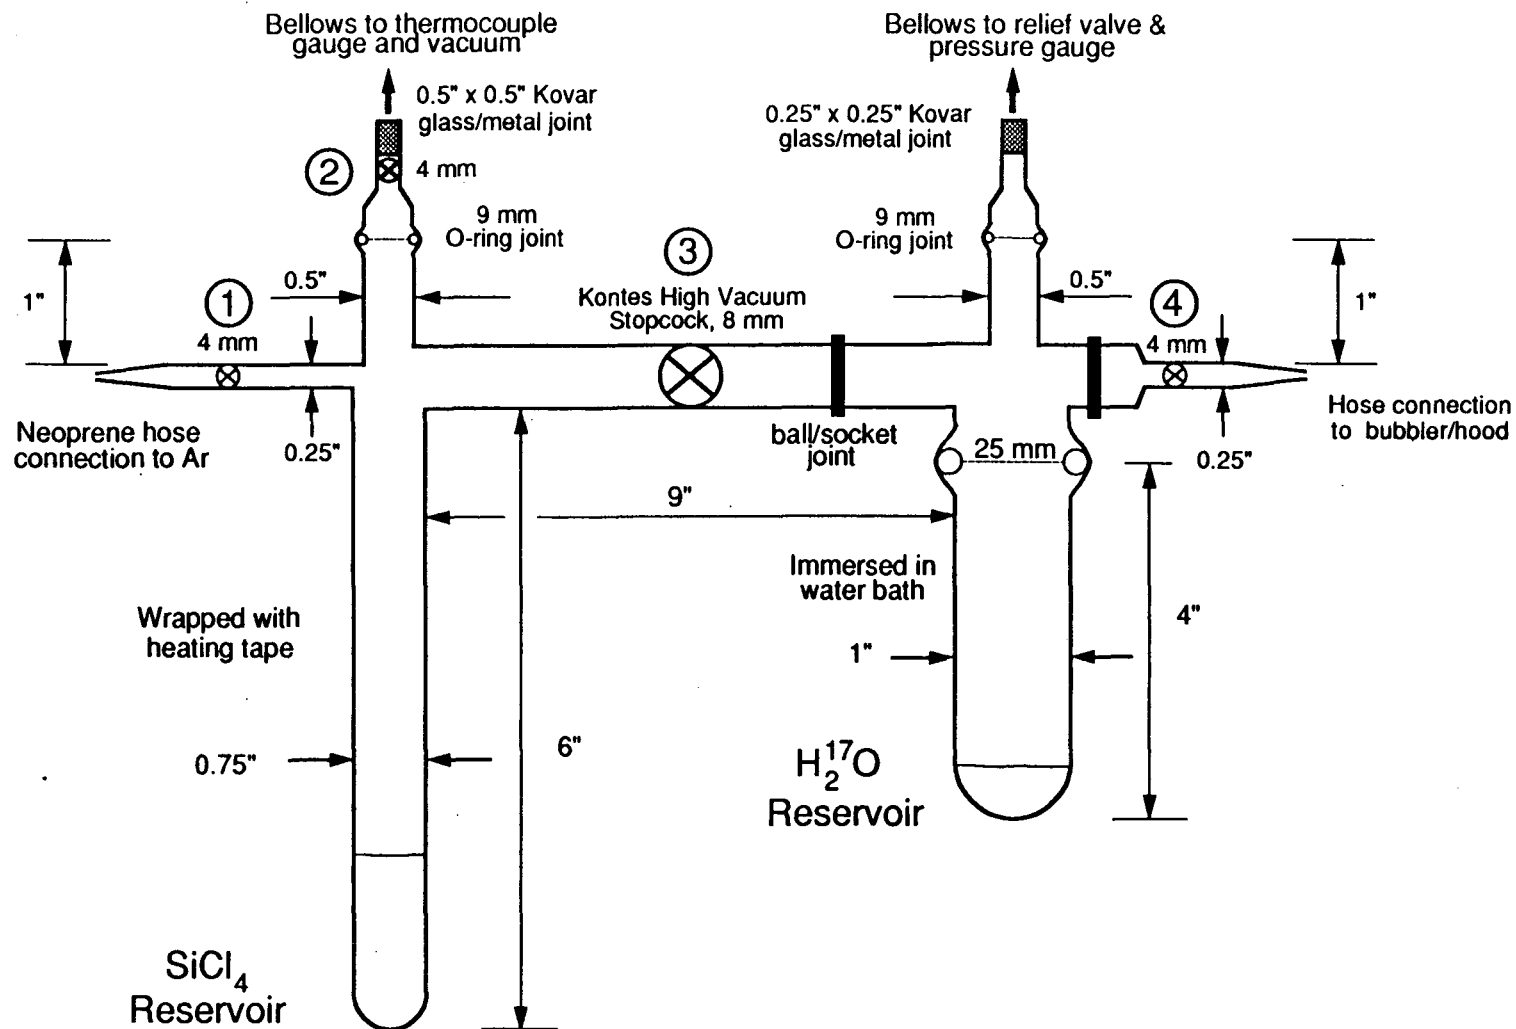 Bellows to thermocouple
gauge and vacuum
Bellows to relief valve &
pressure gauge
0.5" x 0.5" Kovar
glass/metal joint
0.25" x 0.25" Kovar
glass/metal joint
2
4 mm
9 mm
O-ring joint
9 mm
O-ring joint
3
Kontes High Vacuum
Stopcock, 8 mm
1"
0.5"
1
4 mm
0.5"
4
4 mm
1"
Neoprene hose
connection to Ar
0.25"
ball/socket
joint
25 mm
0.25"
Hose connection
to bubbler/hood
9"
Immersed in
water bath
Wrapped with
heating tape
4"
1"
0.75"
6"
H₂¹⁷O
Reservoir
SiCl₄
Reservoir